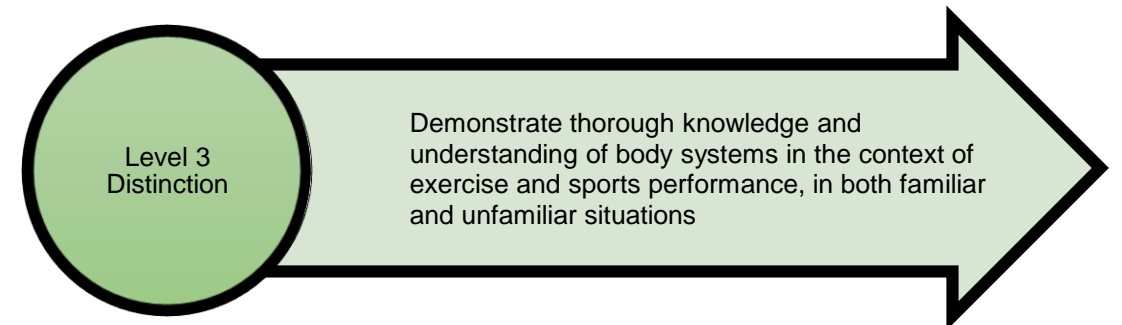 Level 3
Distinction
Demonstrate thorough knowledge and
understanding of body systems in the context of
exercise and sports performance, in both familiar
and unfamiliar situations